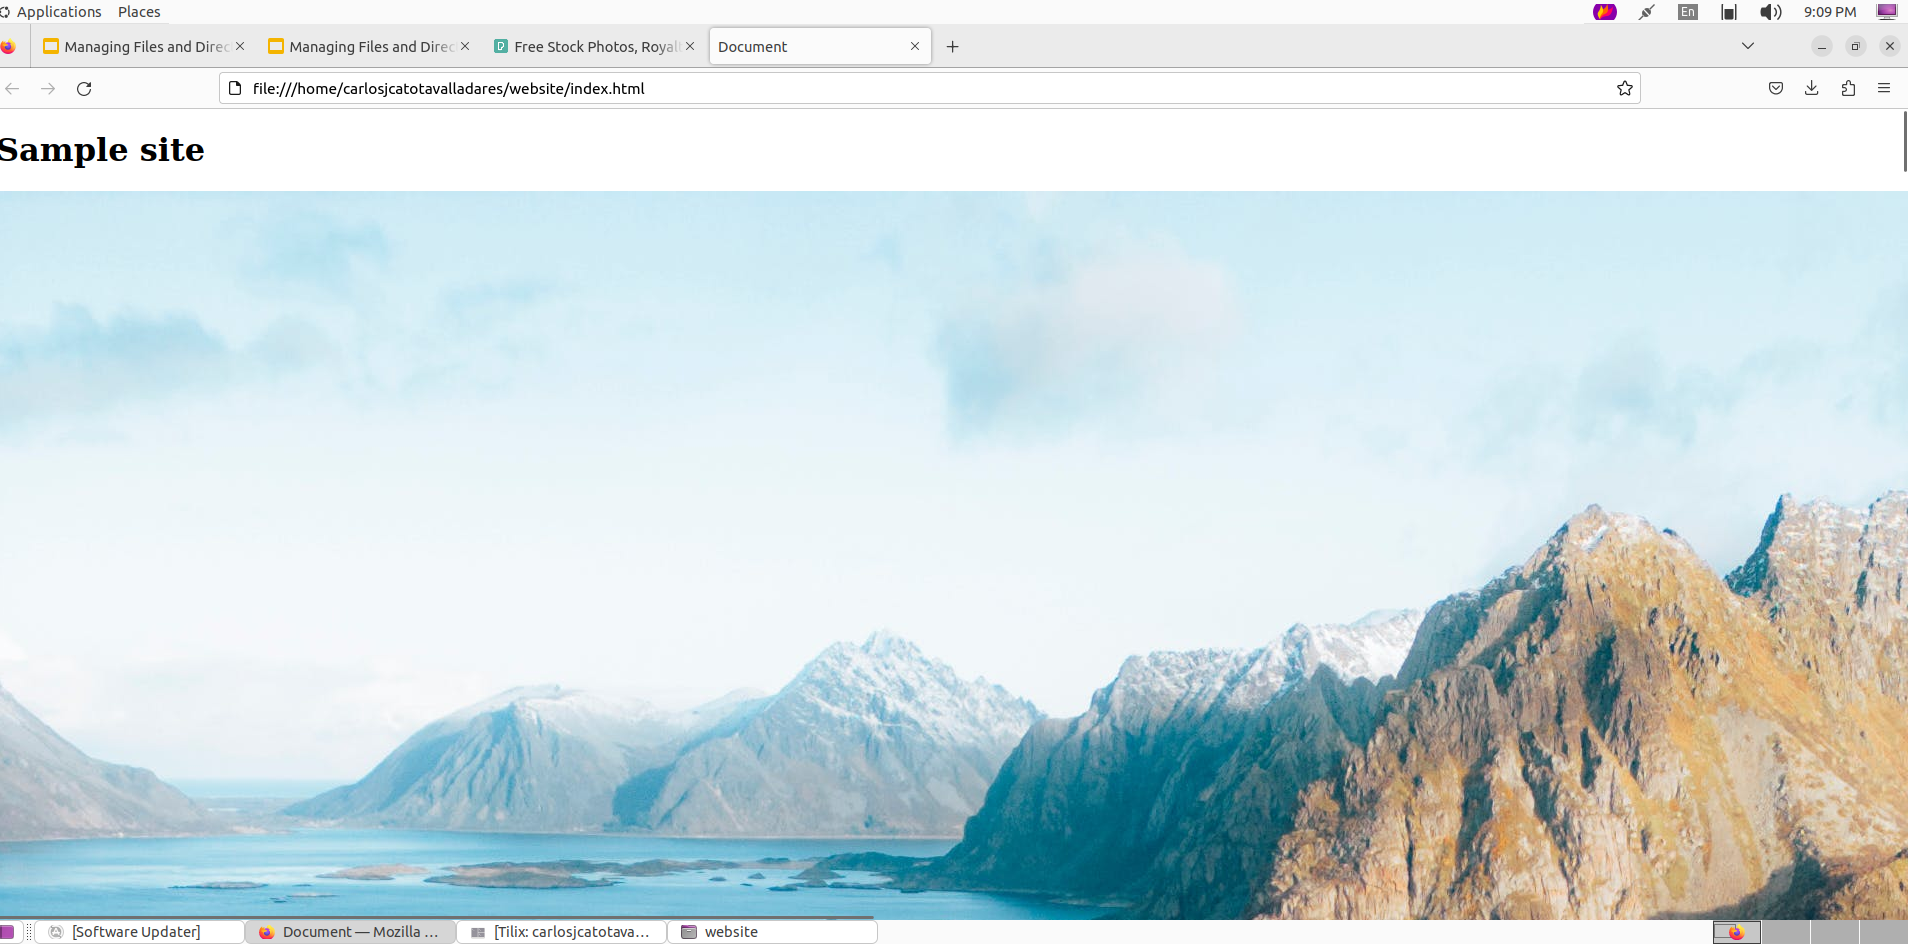 Applications Places En 9:09 PM
Managing Files and Direc Managing Files and Direc Free Stock Photos, Royalt Document
file:///home/carlosjcatotavalladares/website/index.html
Sample site
[Software Updater] Document — Mozilla ... [Tilix: carlosjcatotava... website